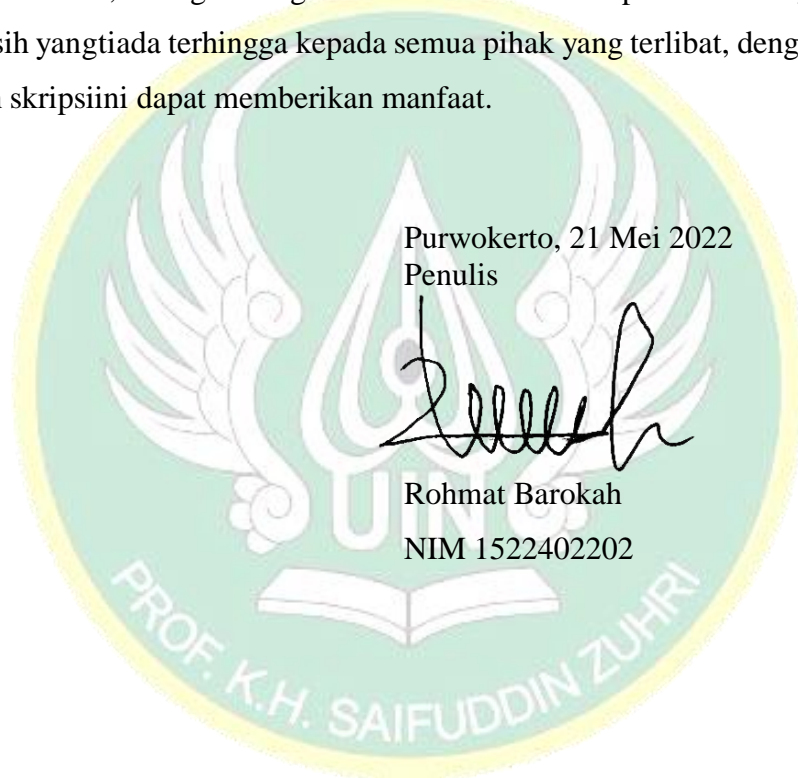 sih yangtiada terhingga kepada semua pihak yang terlibat, deng
skripsiini dapat memberikan manfaat.
Purwokerto, 21 Mei 2022
Penulis
Rohmat Barokah
NIM 1522402202
UIN
PROF. K.H. SAIFUDDIN ZUHRI